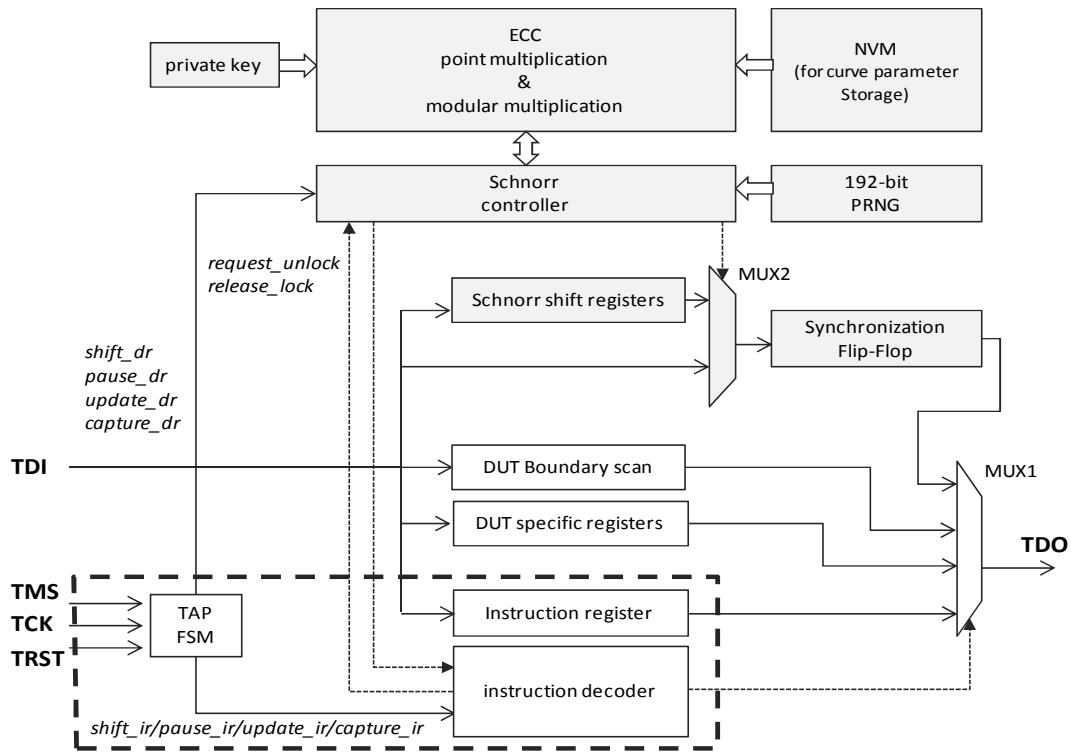 ECC
point multiplication
&
modular multiplication
private key
NVM
(for curve parameter
Storage)
Schnorr
controller
192-bit
PRNG
request_unlock
release_lock
MUX2
Schnorr shift registers
Synchronization
Flip-Flop
shift_dr
pause_dr
update_dr
capture_dr
TDI
DUT Boundary scan
MUX1
DUT specific registers
TDO
TMS
TCK
TRST
TAP
FSM
Instruction register
instruction decoder
shift_ir/pause_ir/update_ir/capture_ir